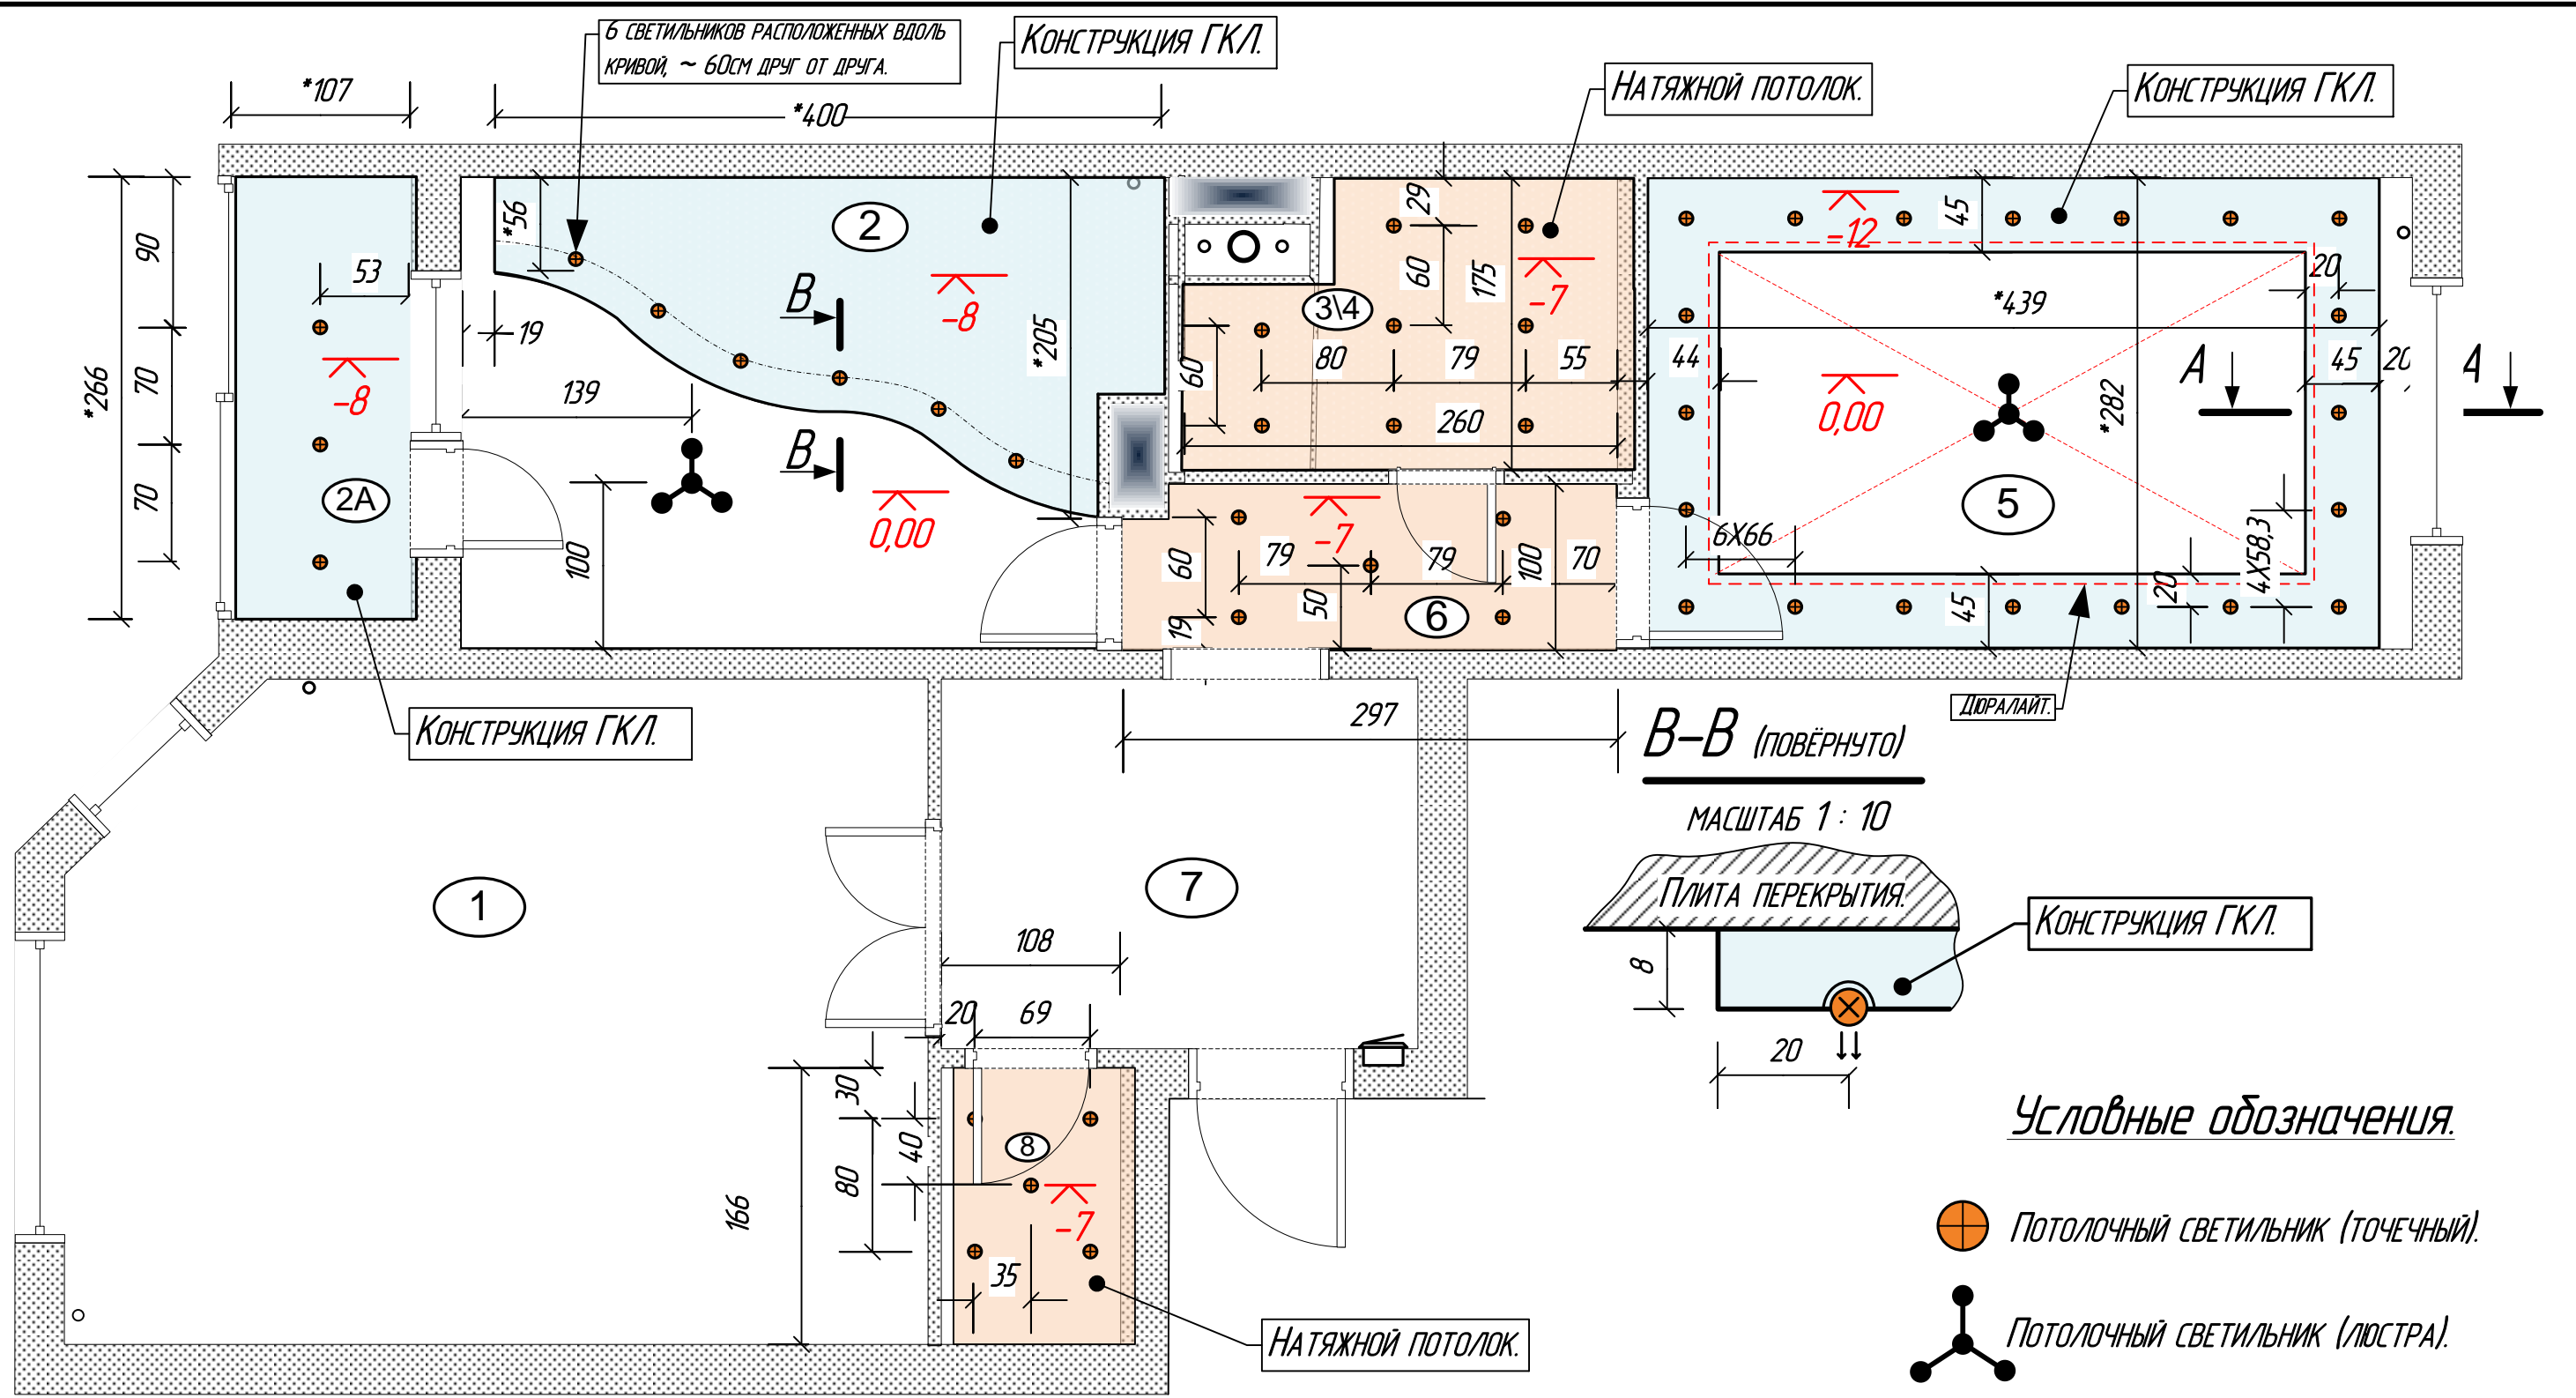 6 СВЕТИЛЬНИКОВ РАСПОЛОЖЕННЫХ ВДОЛЬ
КРИВОЙ, ~ 60СМ ДРУГ ОТ ДРУГА.
КОНСТРУКЦИЯ ГКЛ.
НАТЯЖНОЙ ПОТОЛОК.
КОНСТРУКЦИЯ ГКЛ.
*107
*400
*266
90
70
70
53
-8
2А
*56
19
139
100
2
-8
*205
В
В
0,00
29
60
175
-7
3\4
60
80
79
55
260
-12
45
20
*439
44
0,00
*282
А
45
20
А
5
6Х66
4Х58,3
20
45
60
19
79
-7
79
50
100
70
6
КОНСТРУКЦИЯ ГКЛ.
297
ДЮРАЛАЙТ.
В-В (ПОВЁРНУТО)
МАСШТАБ 1 : 10
ПЛИТА ПЕРЕКРЫТИЯ.
КОНСТРУКЦИЯ ГКЛ.
8
20
1
7
108
20
69
30
40
80
166
8
-7
35
НАТЯЖНОЙ ПОТОЛОК.
Условные обозначения.
ПОТОЛОЧНЫЙ СВЕТИЛЬНИК (ТОЧЕЧНЫЙ).
ПОТОЛОЧНЫЙ СВЕТИЛЬНИК (ЛЮСТРА).